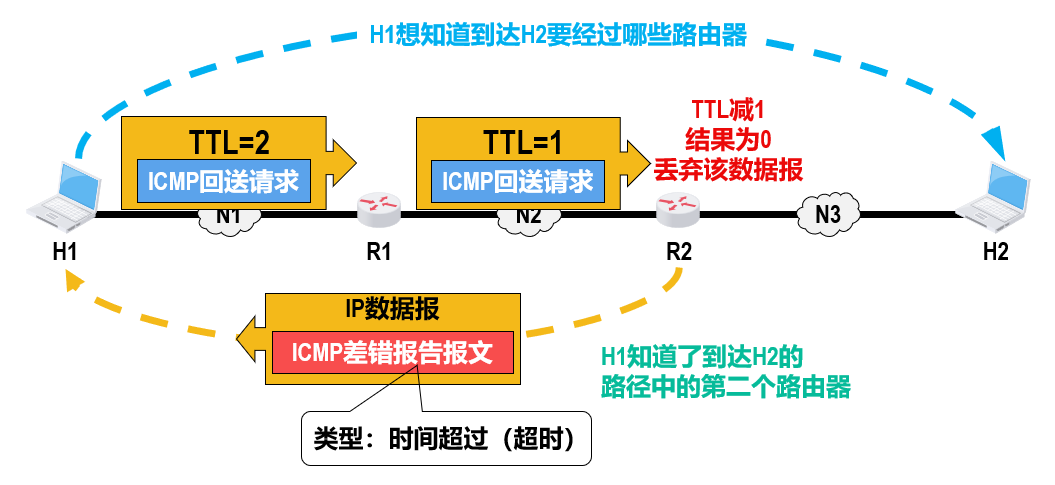 H1想知道到达H2要经过哪些路由器
TTL=2
ICMP回送请求
TTL=1
ICMP回送请求
TTL减1
结果为0
丢弃该数据报
N1
N2
N3
H1
R1
R2
H2
IP数据报
ICMP差错报告报文
类型：时间超过（超时）
H1知道了到达H2的
路径中的第二个路由器